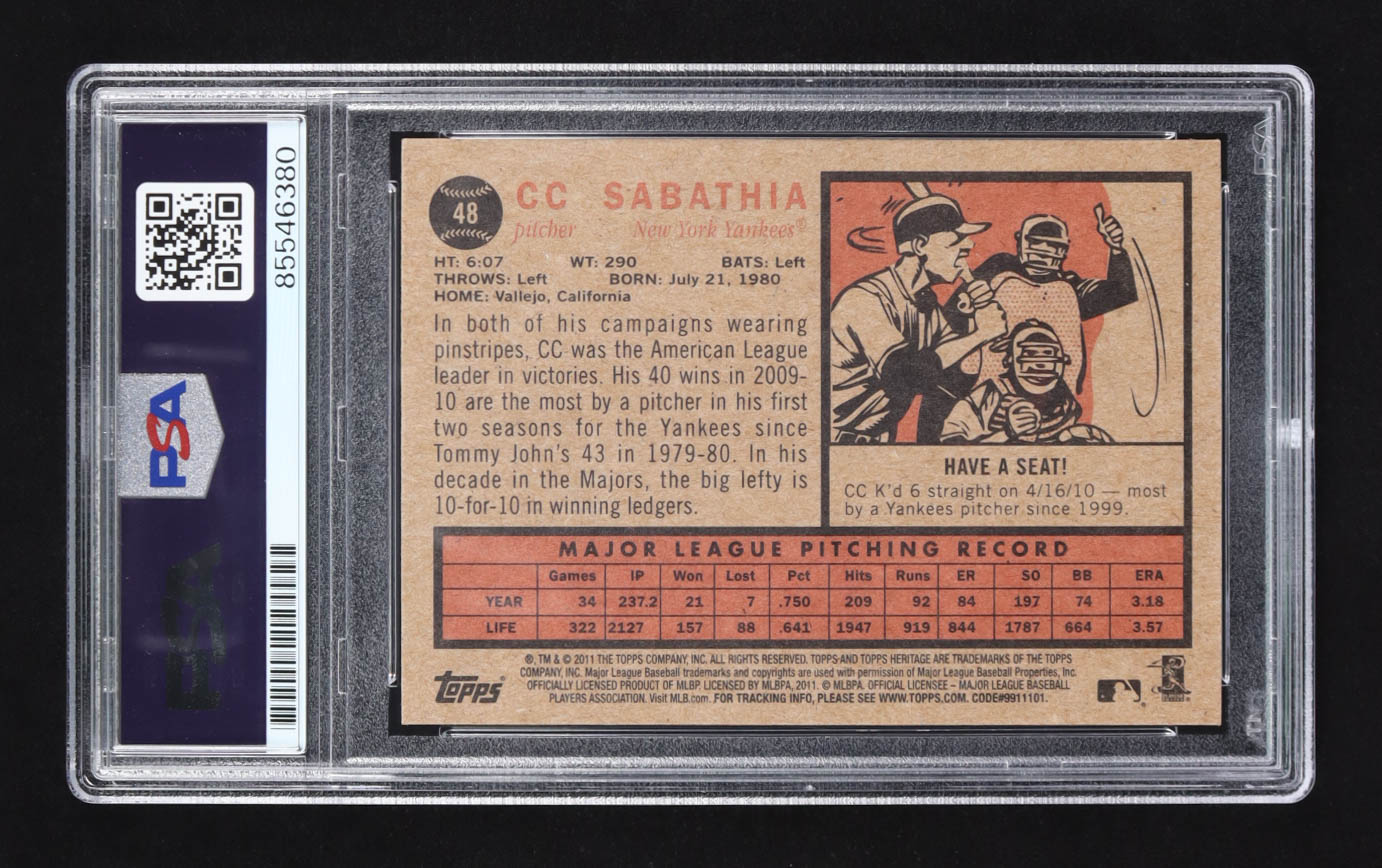 85546380
PSA
PSA
PSA
48
CC SABATHIA
pitcher New York Yankees®
HT: 6:07 WT: 290 BATS: Left
THROWS: Left BORN: July 21, 1980
HOME: Vallejo, California
In both of his campaigns wearing
pinstripes, CC was the American League
leader in victories. His 40 wins in 2009-
10 are the most by a pitcher in his first
two seasons for the Yankees since
Tommy John's 43 in 1979-80. In his
decade in the Majors, the big lefty is
10-for-10 in winning ledgers.
HAVE A SEAT!
CC K'd 6 straight on 4/16/10 — most
by a Yankees pitcher since 1999.
MAJOR LEAGUE PITCHING RECORD
Games IP Won Lost Pct Hits Runs ER SO BB ERA
YEAR 34 237.2 21 7 .750 209 92 84 197 74 3.18
LIFE 322 2127 157 88 .641 1947 919 844 1787 664 3.57
topps®
®, TM & © 2011 THE TOPPS COMPANY, INC. ALL RIGHTS RESERVED. TOPPS AND TOPPS HERITAGE ARE TRADEMARKS OF THE TOPPS
COMPANY, INC. Major League Baseball trademarks and copyrights are used with permission of Major League Baseball Properties, Inc.
OFFICIALLY LICENSED PRODUCT OF MLBP. LICENSED BY MLBPA, 2011. © MLBPA. OFFICIAL LICENSEE – MAJOR LEAGUE BASEBALL
PLAYERS ASSOCIATION. Visit MLB.com. FOR TRACKING INFO, PLEASE SEE WWW.TOPPS.COM. CODE#9911101.